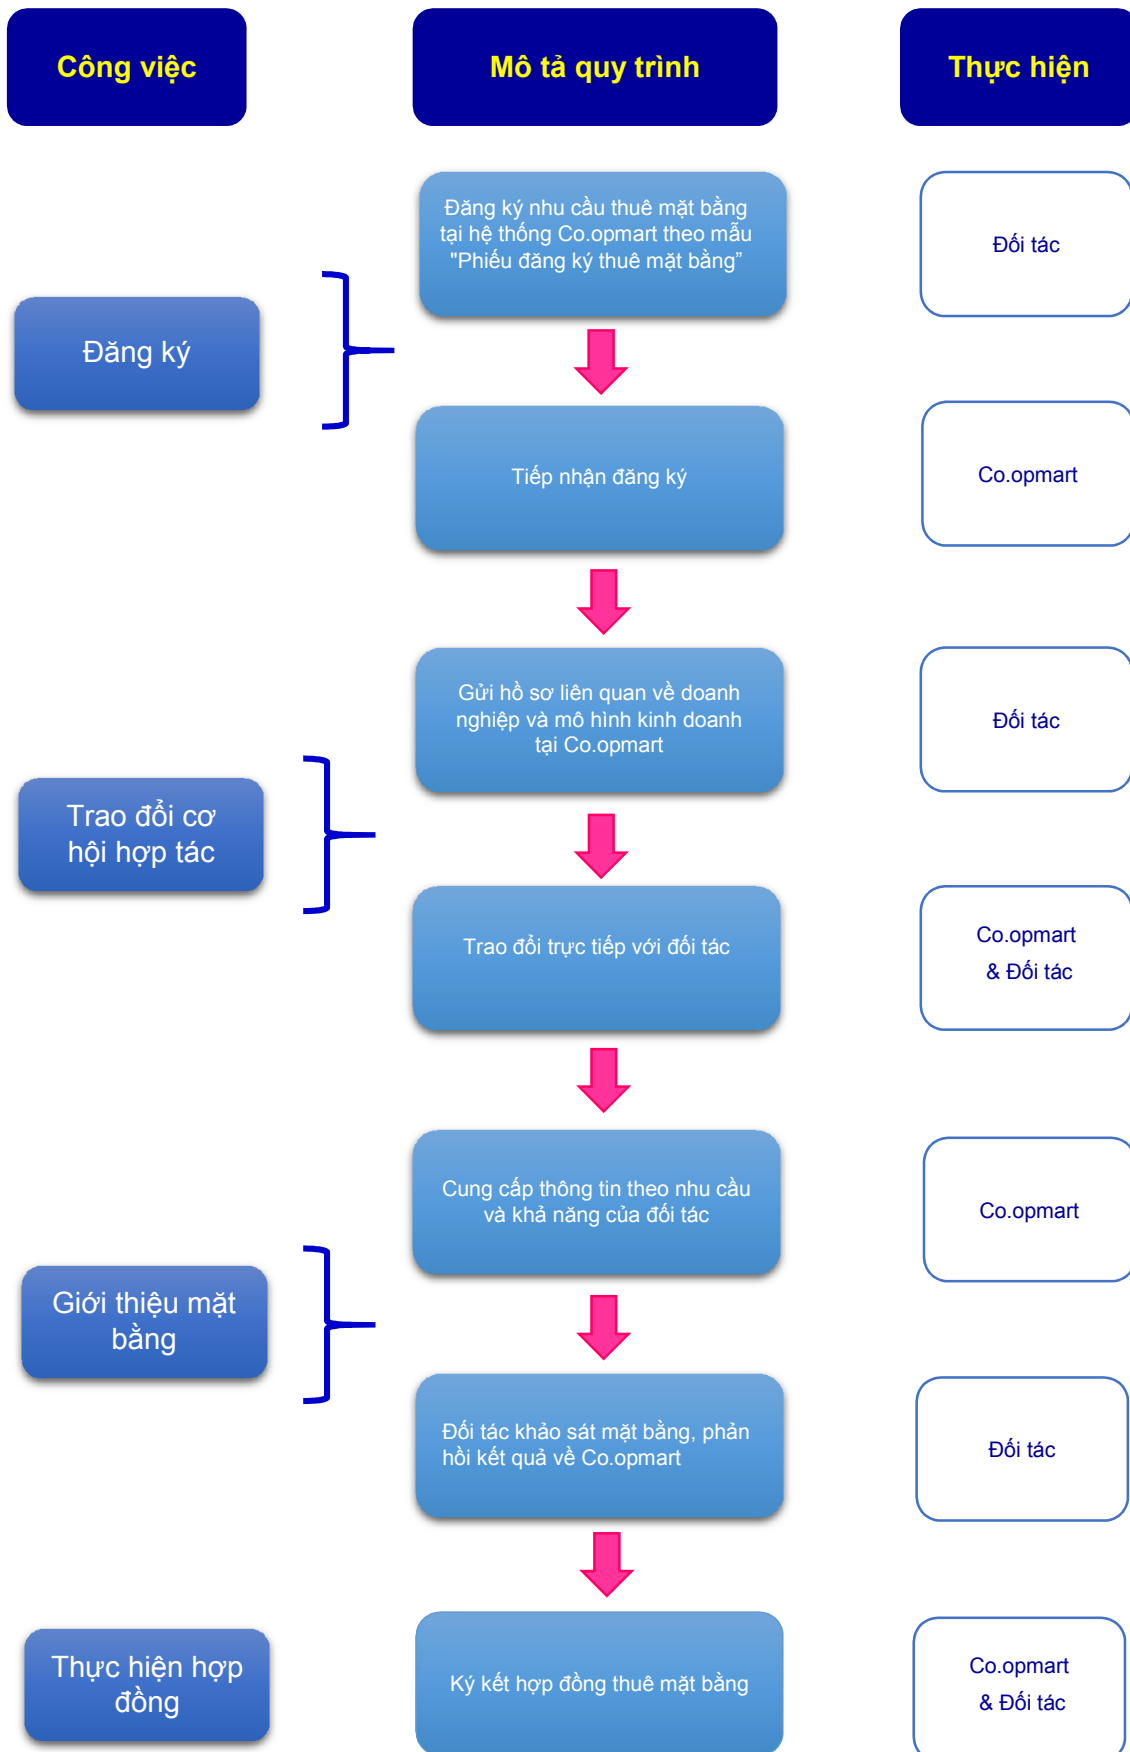 Công việc
Mô tả quy trình
Thực hiện
Đăng ký nhu cầu thuê mặt bằng
tại hệ thống Co.opmart theo mẫu
"Phiếu đăng ký thuê mặt bằng”
Đối tác
Đăng ký
Tiếp nhận đăng ký
Co.opmart
Gửi hồ sơ liên quan về doanh
nghiệp và mô hình kinh doanh
tại Co.opmart
Đối tác
Trao đổi cơ
hội hợp tác
Trao đổi trực tiếp với đối tác
Co.opmart
& Đối tác
Cung cấp thông tin theo nhu cầu
và khả năng của đối tác
Co.opmart
Giới thiệu mặt
bằng
Đối tác khảo sát mặt bằng, phản
hồi kết quả về Co.opmart
Đối tác
Thực hiện hợp
đồng
Ký kết hợp đồng thuê mặt bằng
Co.opmart
& Đối tác